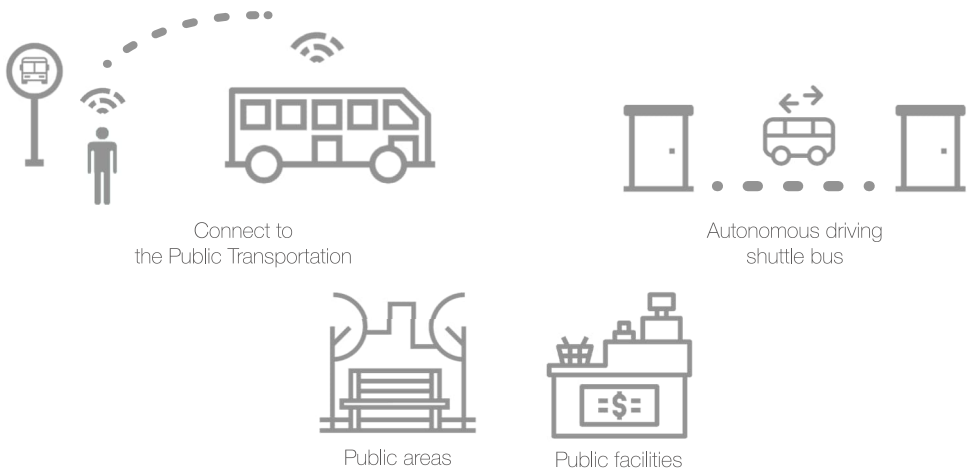 Connect to
the Public Transportation
Autonomous driving
shuttle bus
=$=
Public areas
Public facilities